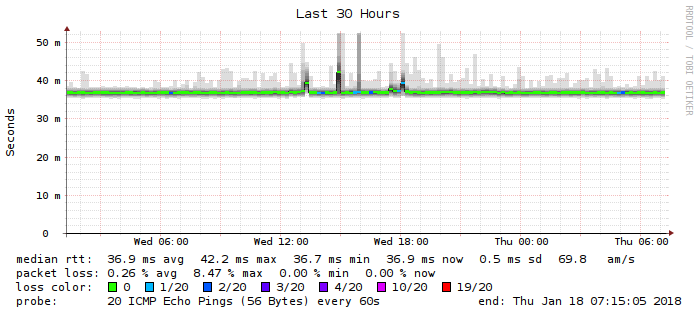 Last 30 Hours
RRDTOOL / TOBI OETIKER
Seconds
50 m
40 m
30 m
20 m
10 m
0
Wed 06:00 Wed 12:00 Wed 18:00 Thu 00:00 Thu 06:00
median rtt: 36.9 ms avg 42.2 ms max 36.7 ms min 36.9 ms now 0.5 ms sd 69.8 am/s
packet loss: 0.26 % avg 8.47 % max 0.00 % min 0.00 % now
loss color: 0 1/20 2/20 3/20 4/20 10/20 19/20
probe: 20 ICMP Echo Pings (56 Bytes) every 60s end: Thu Jan 18 07:15:05 2018